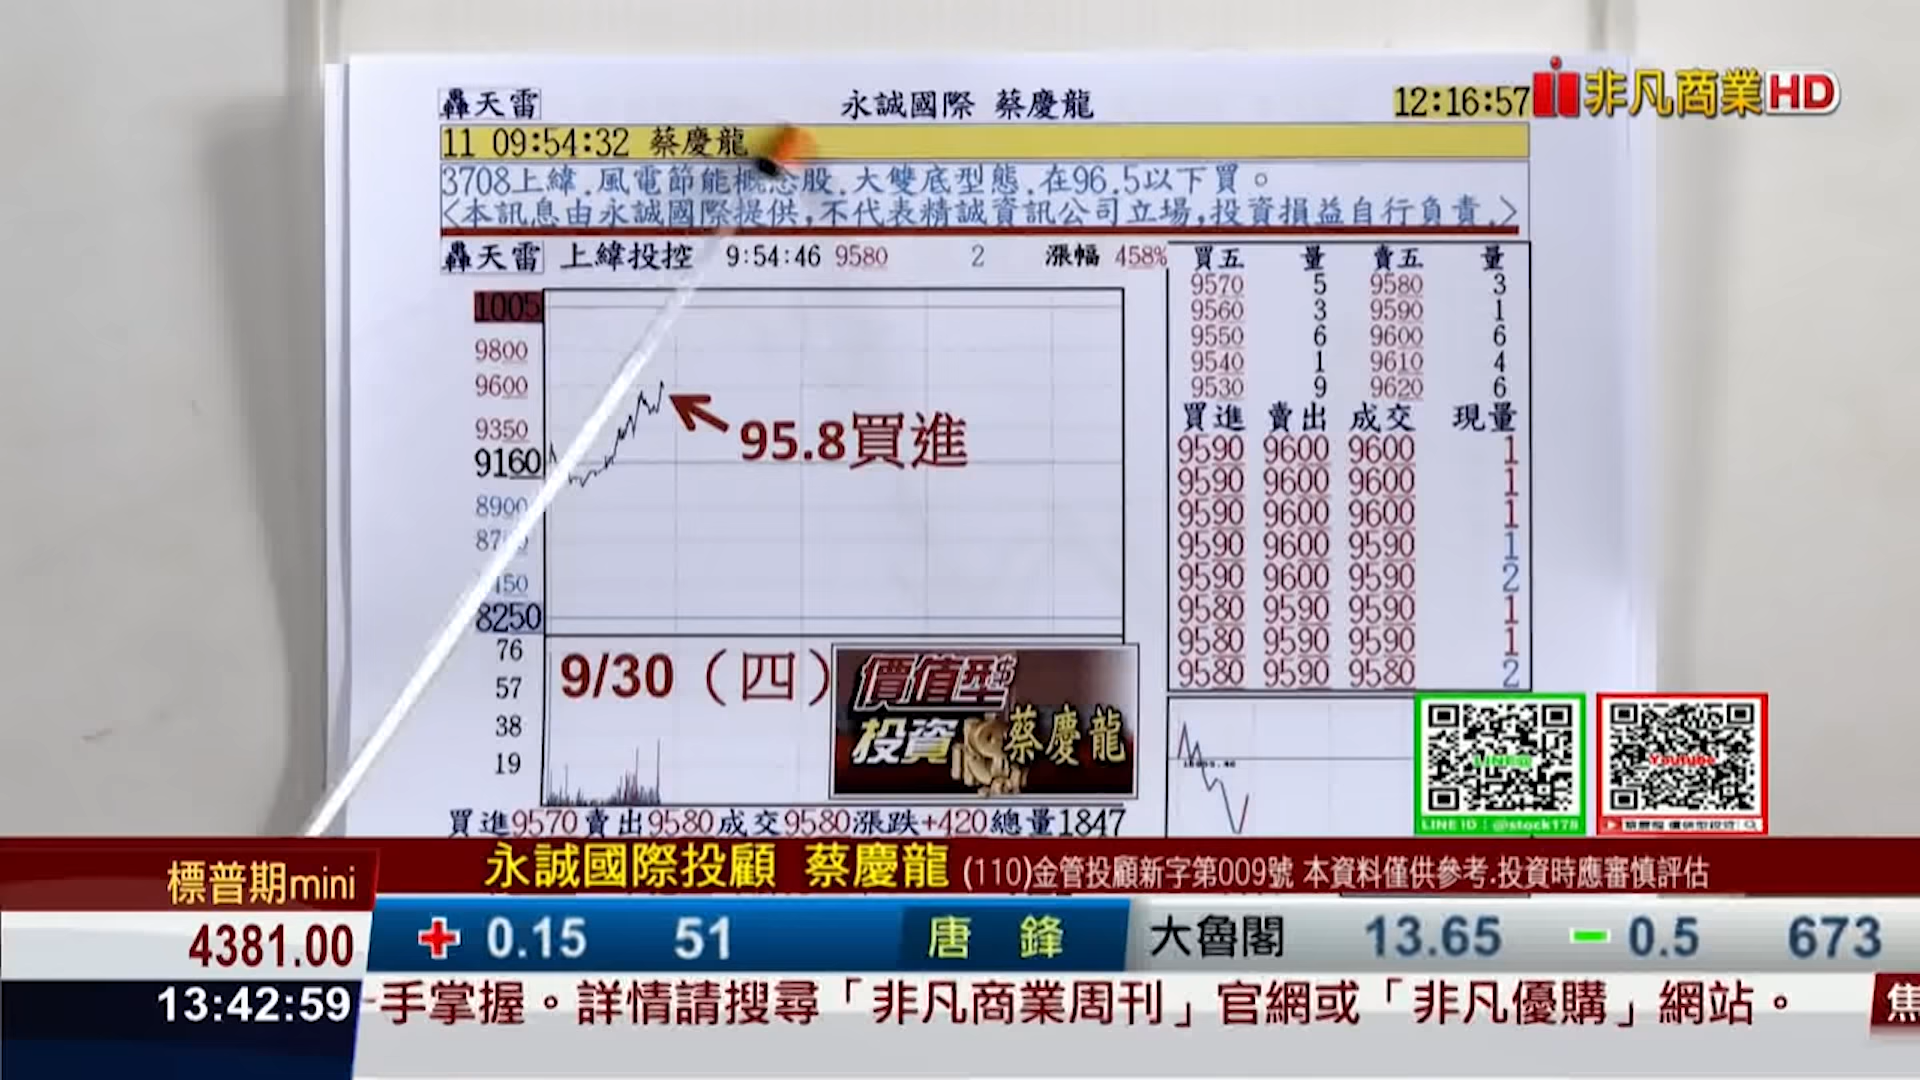 轟天雷 永誠國際 蔡慶龍 12:16:57
非凡商業HD
11 09:54:32 蔡慶龍
3708上緯.風電節能概念股.大雙底型態.在96.5以下買。
<本訊息由永誠國際提供,不代表精誠資訊公司立場,投資損益自行負責.>
轟天雷 上緯投控 9:54:46 9580 2 漲幅 458%
買五 量 賣五 量
9570 5 9580 3
9560 3 9590 1
9550 6 9600 6
9540 1 9610 4
9530 9 9620 6
買進 賣出 成交 現量
9590 9600 9600 1
9590 9600 9600 1
9590 9600 9600 1
9590 9600 9590 1
9590 9600 9590 2
9580 9590 9590 1
9580 9590 9590 1
9580 9590 9580 2
1005
9800
9600
9350
9160
8900
8250
95.8買進
76
57
38
19
9/30（四）
價值型
投資 蔡慶龍
買進9570賣出9580成交9580漲跌+420總量1847
LINE@
LINE ID：@stock178
Youtube
標普期mini
4381.00
13:42:59
永誠國際投顧 蔡慶龍 (110)金管投顧新字第009號 本資料僅供參考.投資時應審慎評估
0.15 51 唐鋒 大魯閣 13.65 0.5 673
手掌握。詳情請搜尋「非凡商業周刊」官網或「非凡優購」網站。
焦